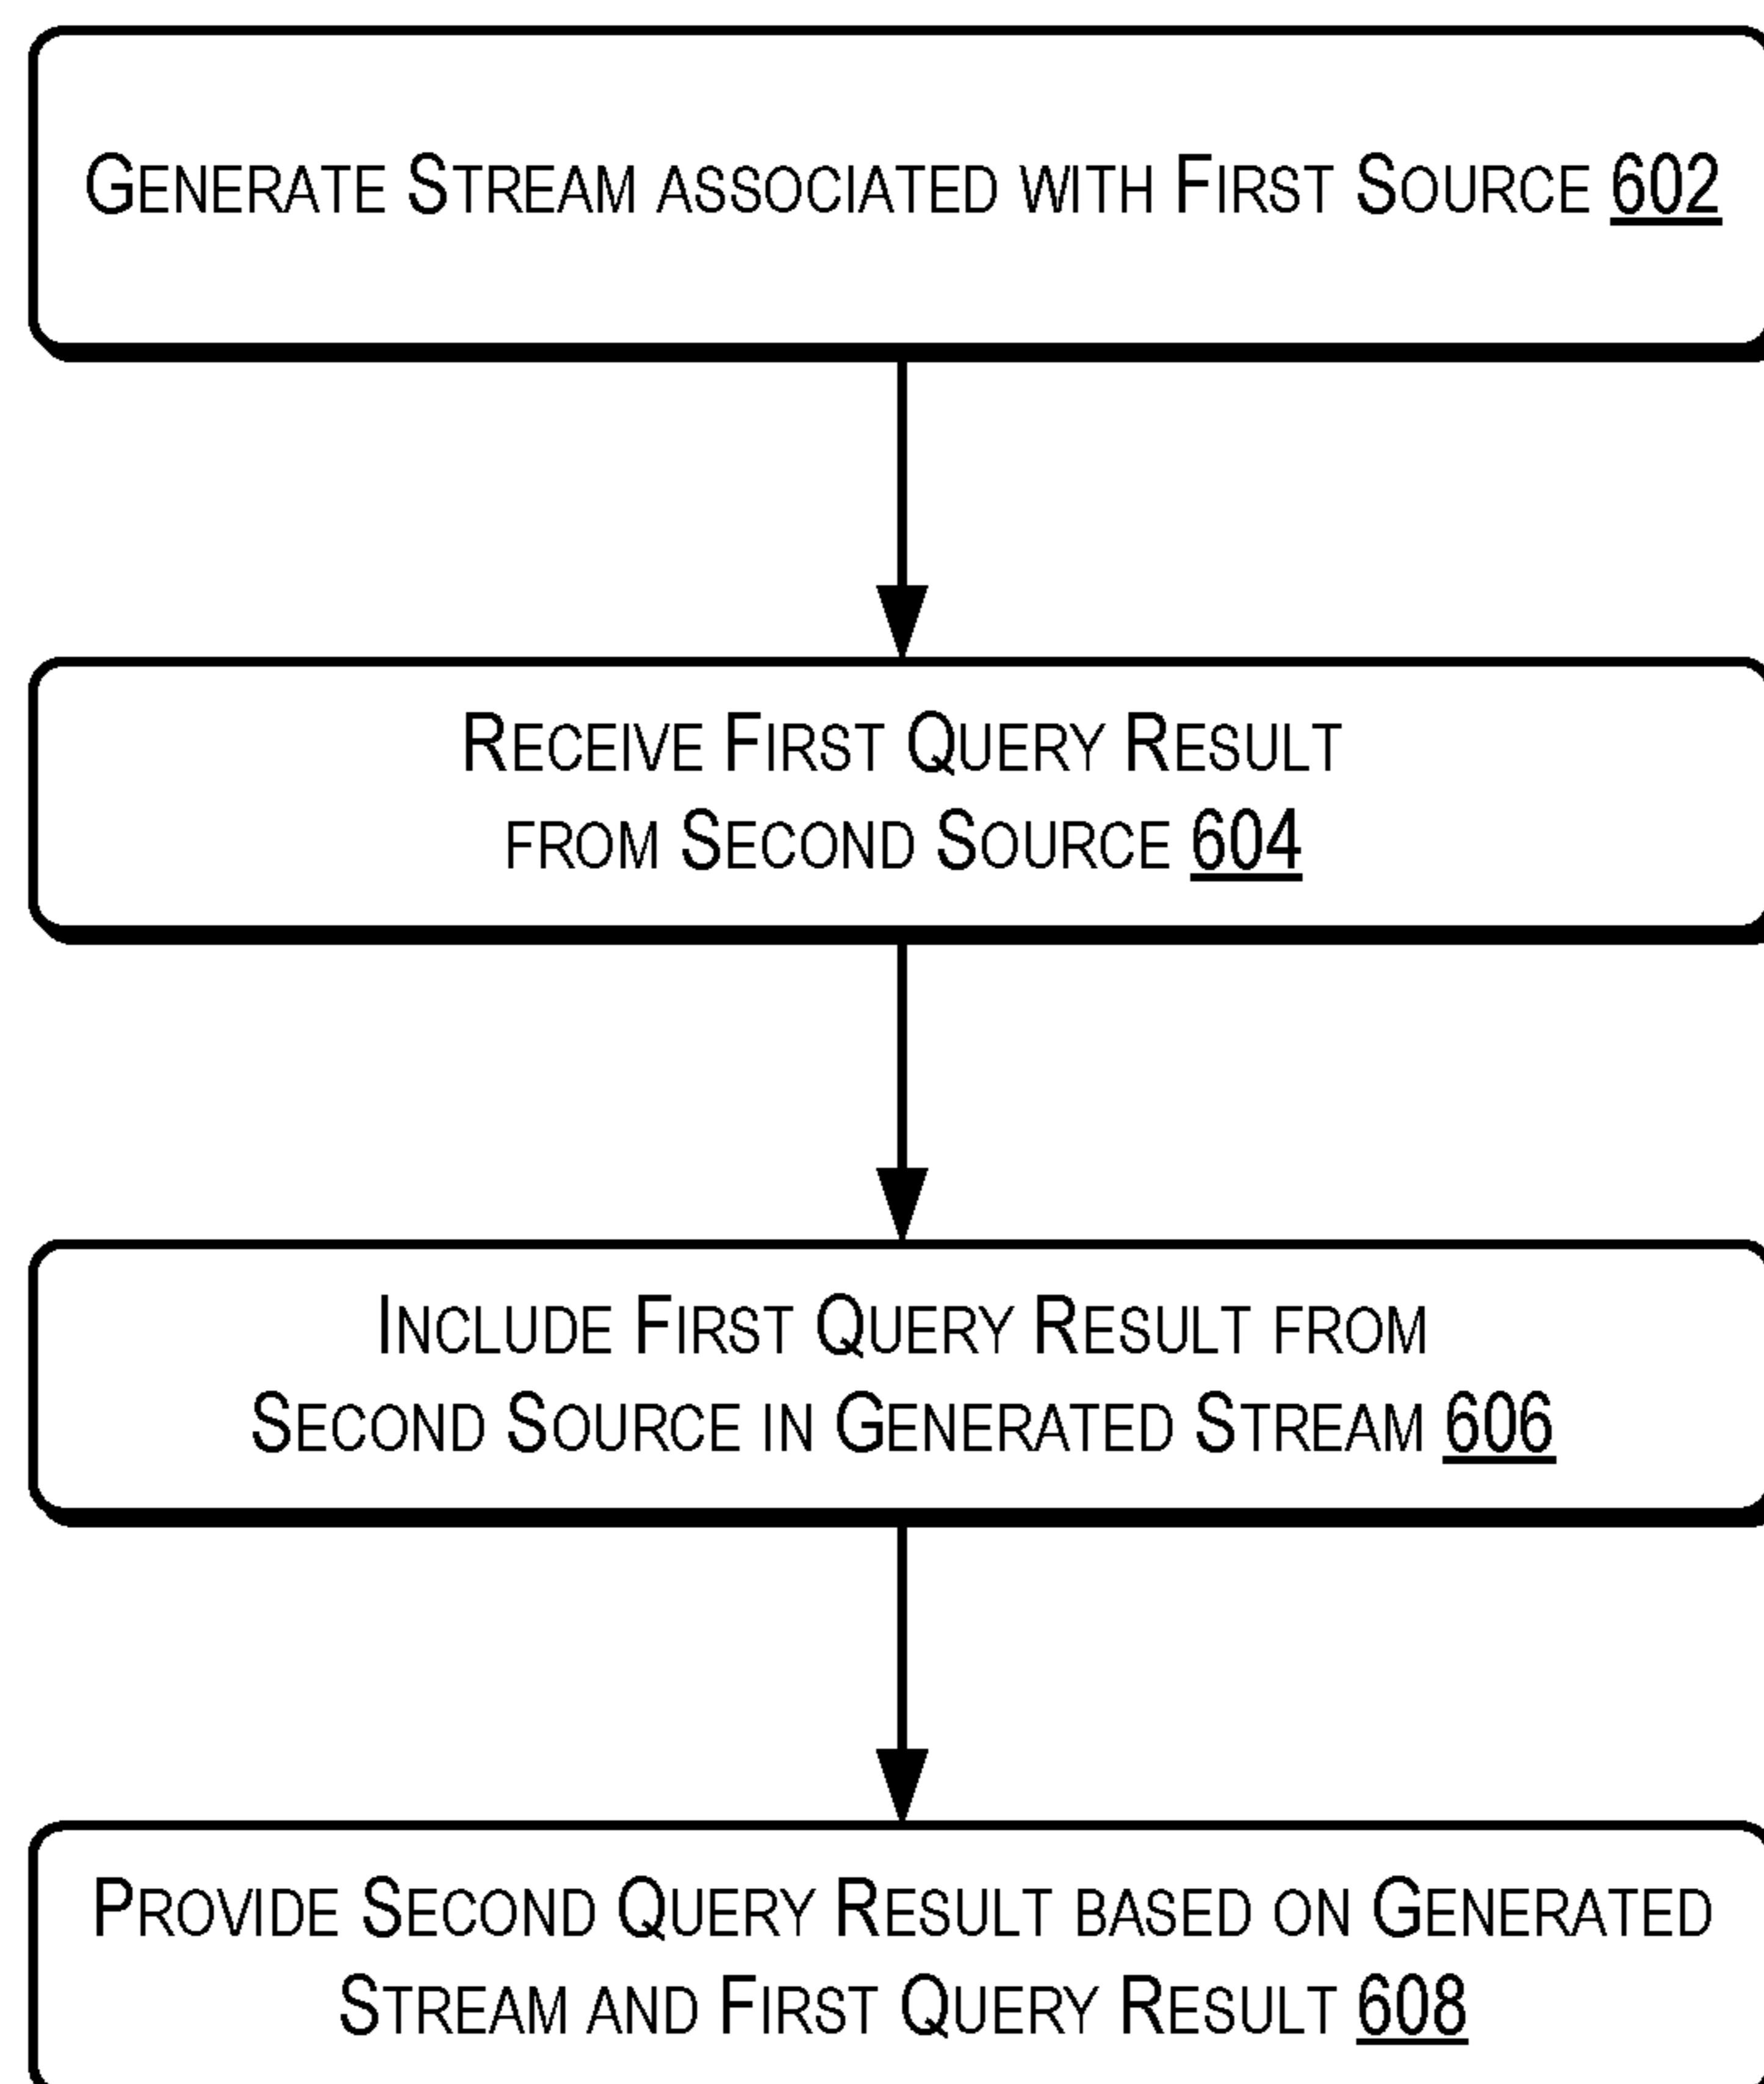 GENERATE STREAM ASSOCIATED WITH FIRST SOURCE 602
RECEIVE FIRST QUERY RESULT
FROM SECOND SOURCE 604
INCLUDE FIRST QUERY RESULT FROM
SECOND SOURCE IN GENERATED STREAM 606
PROVIDE SECOND QUERY RESULT BASED ON GENERATED
STREAM AND FIRST QUERY RESULT 608